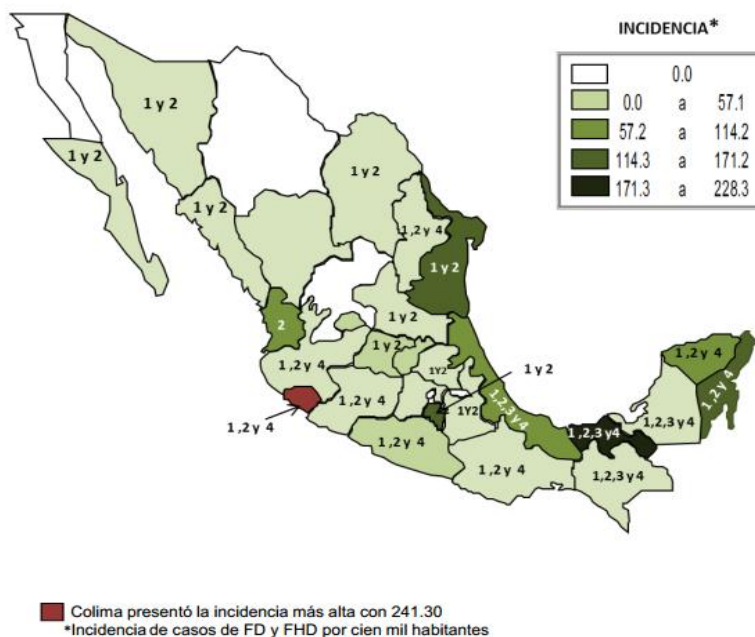 INCIDENCIA*
0.0
0.0 a 57.1
57.2 a 114.2
114.3 a 171.2
171.3 a 228.3
1 y 2
1 y 2
1 y 2
1 y 2
1 ,2 y 4
1 y 2
1 y 2
2
1 y 2
1 ,2 y 4
1Y2
1 y 2
1 ,2 y 4
1 ,2 y 4
1Y2
1,2,3 y 4
1 ,2 y 4
1 ,2 y 4
1 ,2,3 y4
1,2,3 y 4
1 ,2 y 4
1, 2 y 4
1,2,3 y 4
Colima presentó la incidencia más alta con 241.30
*Incidencia de casos de FD y FHD por cien mil habitantes